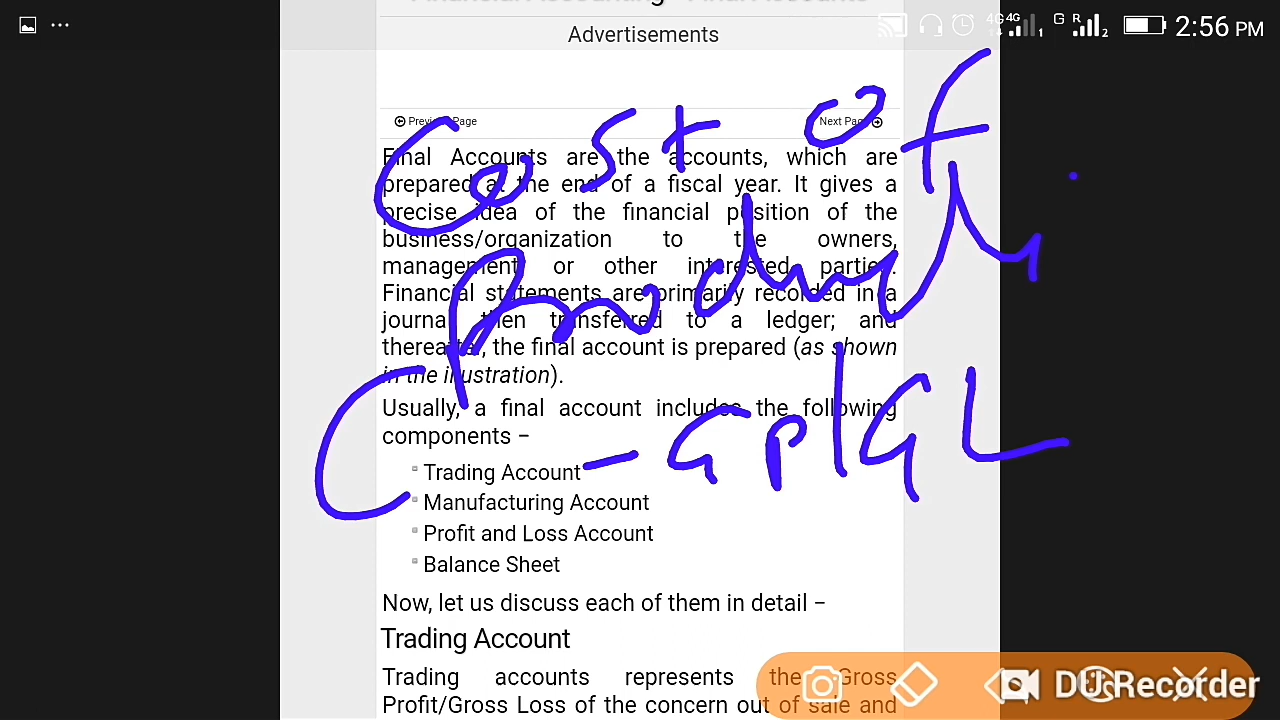 2:56 PM
Advertisements
Previous Page Next Page
Final Accounts are the accounts, which are
prepared at the end of a fiscal year. It gives a
precise idea of the financial position of the
business/organization to the owners,
management, or other interested parties.
Financial statements are primarily recorded in a
journal; then transferred to a ledger; and
thereafter, the final account is prepared (as shown
in the illustration).
Usually, a final account includes the following
components −
Trading Account
Manufacturing Account
Profit and Loss Account
Balance Sheet
Now, let us discuss each of them in detail −
Trading Account
Trading accounts represents the Gross
Profit/Gross Loss of the concern out of sale and
DU Recorder
Cost of